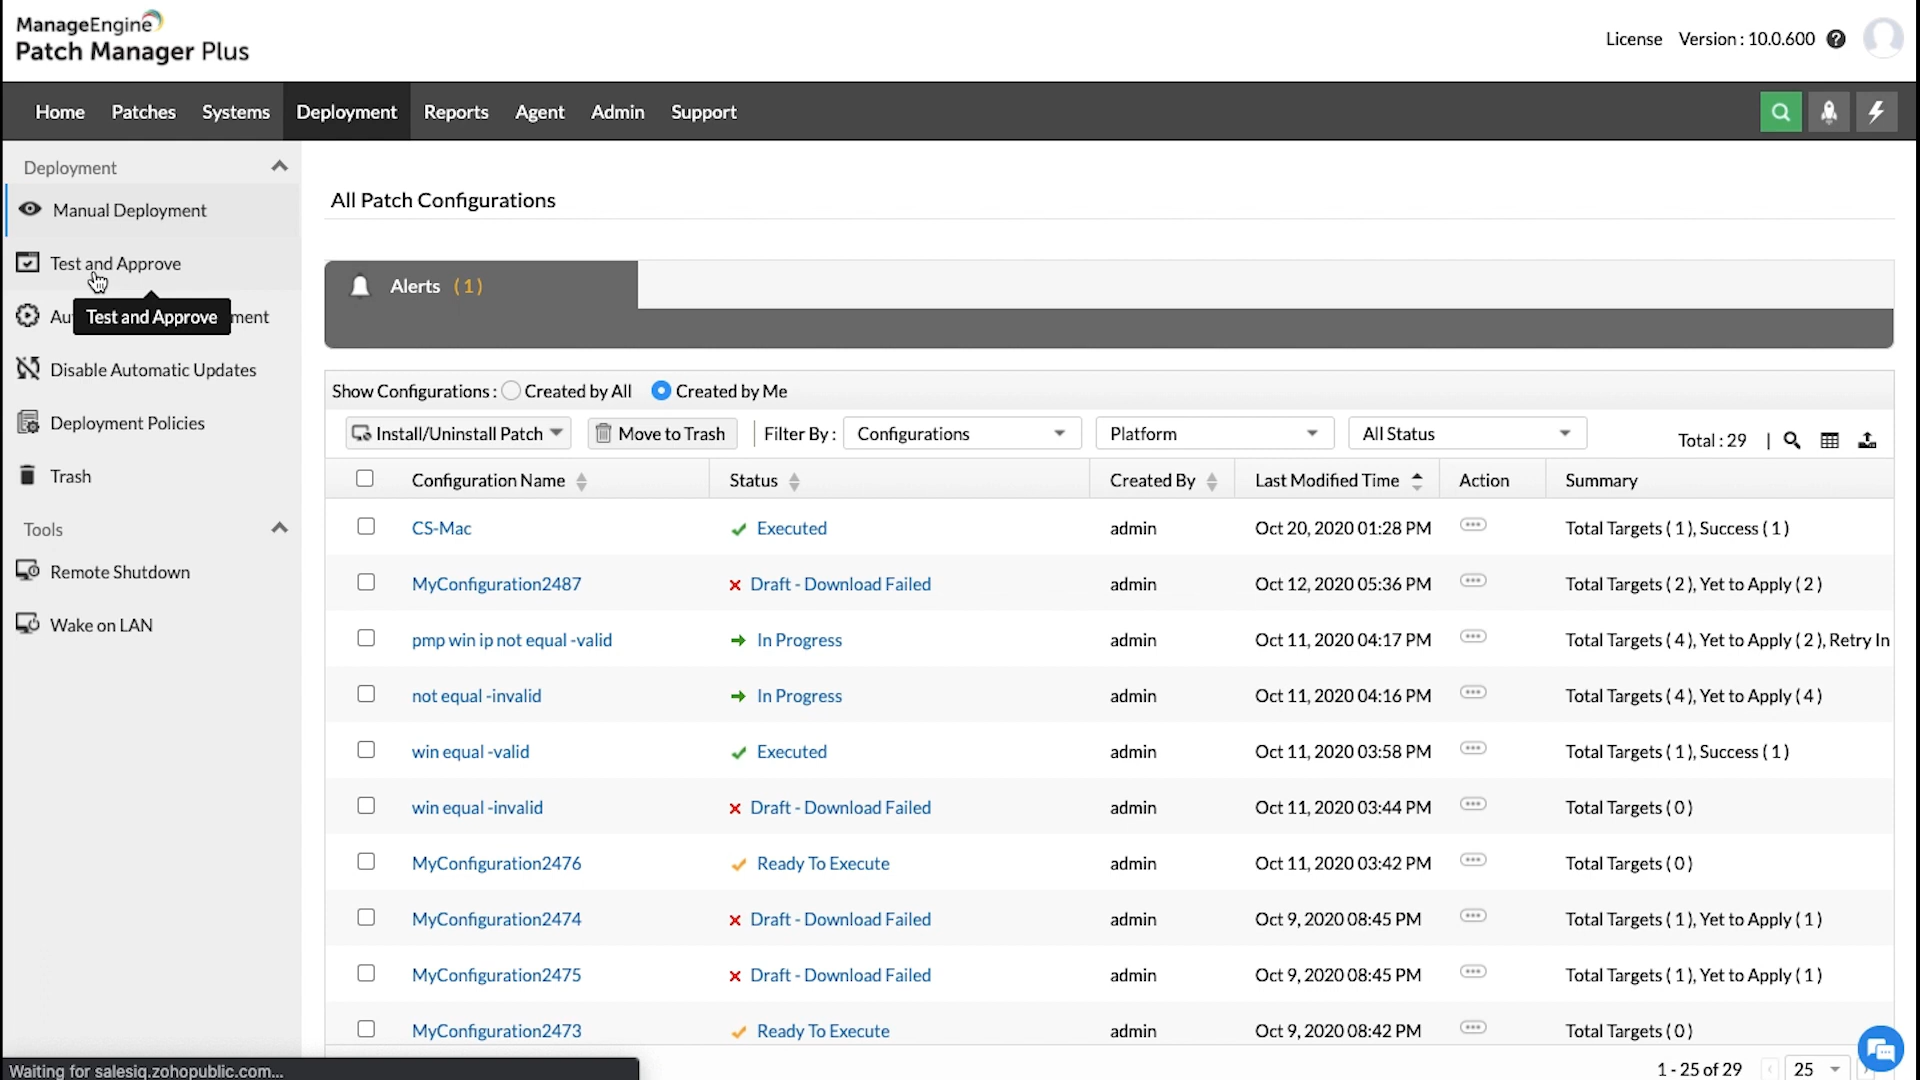 ManageEngine
Patch Manager Plus
License Version : 10.0.600 ?
Home Patches Systems Deployment Reports Agent Admin Support
Deployment
Manual Deployment
Test and Approve
Au
Test and Approve
ment
Disable Automatic Updates
Deployment Policies
Trash
Tools
Remote Shutdown
Wake on LAN
All Patch Configurations
Alerts ( 1 )
Show Configurations : Created by All Created by Me
Install/Uninstall Patch Move to Trash Filter By : Configurations Platform All Status Total : 29 |
Configuration Name Status Created By Last Modified Time Action Summary
CS-Mac Executed admin Oct 20, 2020 01:28 PM Total Targets ( 1 ), Success ( 1 )
MyConfiguration2487 Draft - Download Failed admin Oct 12, 2020 05:36 PM Total Targets ( 2 ), Yet to Apply ( 2 )
pmp win ip not equal -valid In Progress admin Oct 11, 2020 04:17 PM Total Targets ( 4 ), Yet to Apply ( 2 ), Retry In
not equal -invalid In Progress admin Oct 11, 2020 04:16 PM Total Targets ( 4 ), Yet to Apply ( 4 )
win equal -valid Executed admin Oct 11, 2020 03:58 PM Total Targets ( 1 ), Success ( 1 )
win equal -invalid Draft - Download Failed admin Oct 11, 2020 03:44 PM Total Targets ( 0 )
MyConfiguration2476 Ready To Execute admin Oct 11, 2020 03:42 PM Total Targets ( 0 )
MyConfiguration2474 Draft - Download Failed admin Oct 9, 2020 08:45 PM Total Targets ( 1 ), Yet to Apply ( 1 )
MyConfiguration2475 Draft - Download Failed admin Oct 9, 2020 08:45 PM Total Targets ( 1 ), Yet to Apply ( 1 )
MyConfiguration2473 Ready To Execute admin Oct 9, 2020 08:42 PM Total Targets ( 0 )
1 - 25 of 29 25
Waiting for salesiq.zohopublic.com...